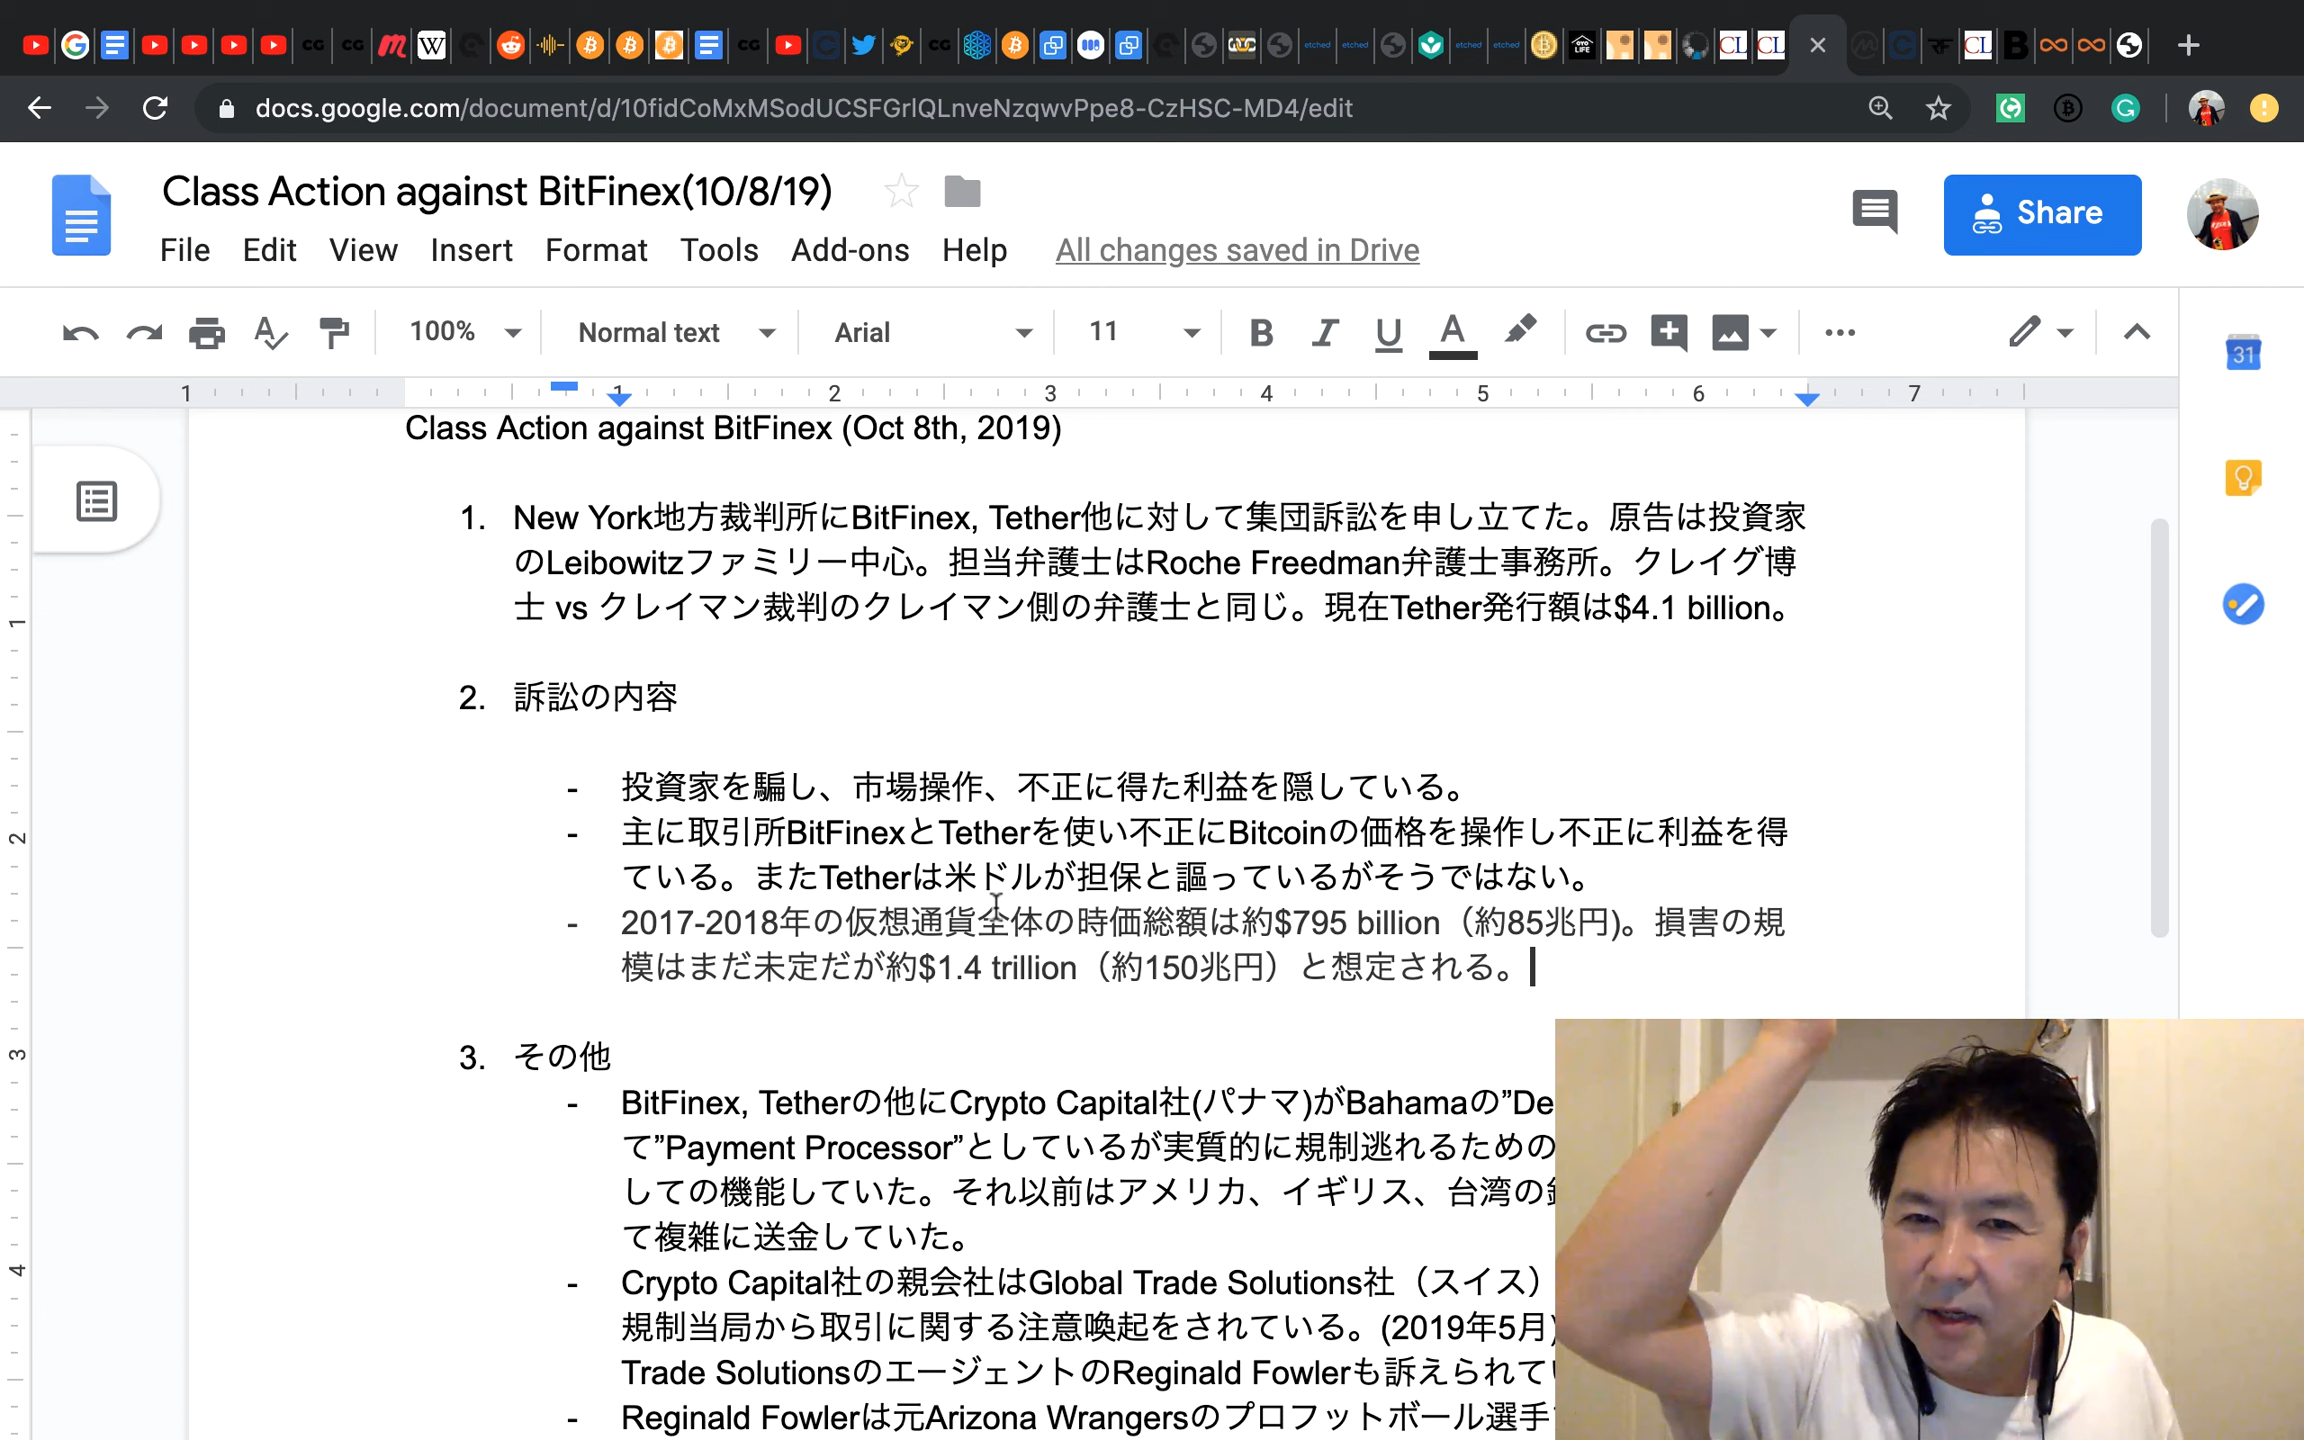 docs.google.com/document/d/10fidCoMxMSodUCSFGrlQLnveNzqwvPpe8-CzHSC-MD4/edit
Class Action against BitFinex(10/8/19)
Share
File Edit View Insert Format Tools Add-ons Help All changes saved in Drive
100% Normal text Arial 11 B I U A
31
1 1 2 3 4 5 6 7
Class Action against BitFinex (Oct 8th, 2019)
1. New York地方裁判所にBitFinex, Tether他に対して集団訴訟を申し立てた。原告は投資家
のLeibowitzファミリー中心。担当弁護士はRoche Freedman弁護士事務所。クレイグ博
士 vs クレイマン裁判のクレイマン側の弁護士と同じ。現在Tether発行額は$4.1 billion。
2. 訴訟の内容
- 投資家を騙し、市場操作、不正に得た利益を隠している。
- 主に取引所BitFinexとTetherを使い不正にBitcoinの価格を操作し不正に利益を得
ている。またTetherは米ドルが担保と謳っているがそうではない。
- 2017-2018年の仮想通貨全体の時価総額は約$795 billion（約85兆円)。損害の規
模はまだ未定だが約$1.4 trillion（約150兆円）と想定される。
3. その他
- BitFinex, Tetherの他にCrypto Capital社(パナマ)がBahamaの”De
て”Payment Processor”としているが実質的に規制逃れるための
しての機能していた。それ以前はアメリカ、イギリス、台湾の
て複雑に送金していた。
- Crypto Capital社の親会社はGlobal Trade Solutions社（スイス）
規制当局から取引に関する注意喚起をされている。(2019年5月)
Trade SolutionsのエージェントのReginald Fowlerも訴えられて
- Reginald Fowlerは元Arizona Wrangersのプロフットボール選手